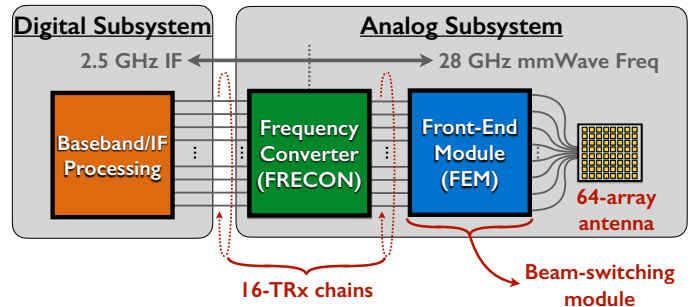 Digital Subsystem
Analog Subsystem
2.5 GHz IF
28 GHz mmWave Freq
Baseband/IF
Processing
Frequency
Converter
(FRECON)
Front-End
Module
(FEM)
64-array
antenna
16-TRx chains
Beam-switching
module